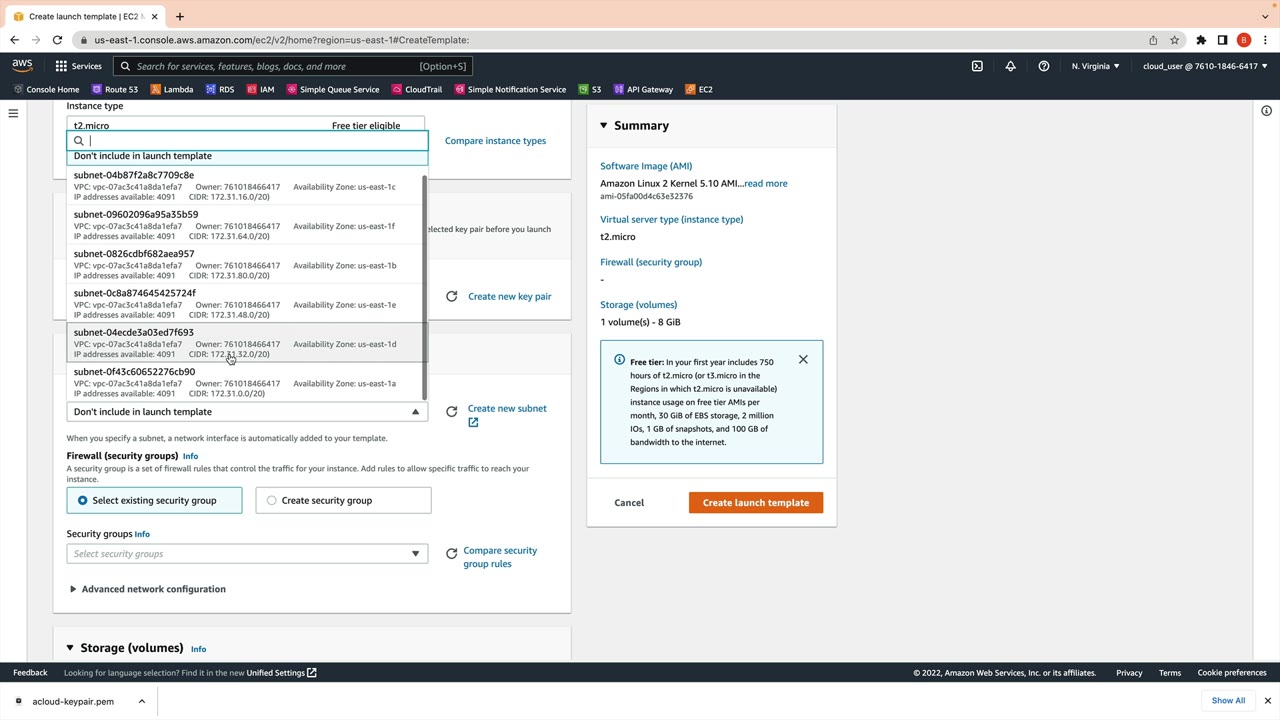 Create launch template | EC2 M
us-east-1.console.aws.amazon.com/ec2/v2/home?region=us-east-1#CreateTemplate:
B
aws
Services
Search for services, features, blogs, docs, and more
[Option+S]
N. Virginia
cloud_user @ 7610-1846-6417
Console Home
Route 53
Lambda
RDS
IAM
Simple Queue Service
CloudTrail
Simple Notification Service
S3
API Gateway
EC2
Instance type
t2.micro
Free tier eligible
Compare instance types
Don't include in launch template
subnet-04b87f2a8c7709c8e
VPC: vpc-07ac3c41a8da1efa7 Owner: 761018466417 Availability Zone: us-east-1c
IP addresses available: 4091 CIDR: 172.31.16.0/20)
subnet-09602096a95a35b59
VPC: vpc-07ac3c41a8da1efa7 Owner: 761018466417 Availability Zone: us-east-1f
IP addresses available: 4091 CIDR: 172.31.64.0/20)
elected key pair before you launch
subnet-0826cdbf682aea957
VPC: vpc-07ac3c41a8da1efa7 Owner: 761018466417 Availability Zone: us-east-1b
IP addresses available: 4091 CIDR: 172.31.80.0/20)
subnet-0c8a874645425724f
VPC: vpc-07ac3c41a8da1efa7 Owner: 761018466417 Availability Zone: us-east-1e
IP addresses available: 4091 CIDR: 172.31.48.0/20)
Create new key pair
subnet-04ecde3a03ed7f693
VPC: vpc-07ac3c41a8da1efa7 Owner: 761018466417 Availability Zone: us-east-1d
IP addresses available: 4091 CIDR: 172.31.32.0/20)
subnet-0f43c60652276cb90
VPC: vpc-07ac3c41a8da1efa7 Owner: 761018466417 Availability Zone: us-east-1a
IP addresses available: 4091 CIDR: 172.31.0.0/20)
Don't include in launch template
Create new subnet
When you specify a subnet, a network interface is automatically added to your template.
Firewall (security groups) Info
A security group is a set of firewall rules that control the traffic for your instance. Add rules to allow specific traffic to reach your
instance.
Select existing security group
Create security group
Security groups Info
Select security groups
Compare security
group rules
Advanced network configuration
Storage (volumes) Info
Summary
Software Image (AMI)
Amazon Linux 2 Kernel 5.10 AMI...read more
ami-05fa00d4c63e32376
Virtual server type (instance type)
t2.micro
Firewall (security group)
-
Storage (volumes)
1 volume(s) - 8 GiB
Free tier: In your first year includes 750
hours of t2.micro (or t3.micro in the
Regions in which t2.micro is unavailable)
instance usage on free tier AMIs per
month, 30 GiB of EBS storage, 2 million
IOs, 1 GB of snapshots, and 100 GB of
bandwidth to the internet.
Cancel
Create launch template
Feedback
Looking for language selection? Find it in the new Unified Settings
© 2022, Amazon Web Services, Inc. or its affiliates.
Privacy
Terms
Cookie preferences
acloud-keypair.pem
Show All